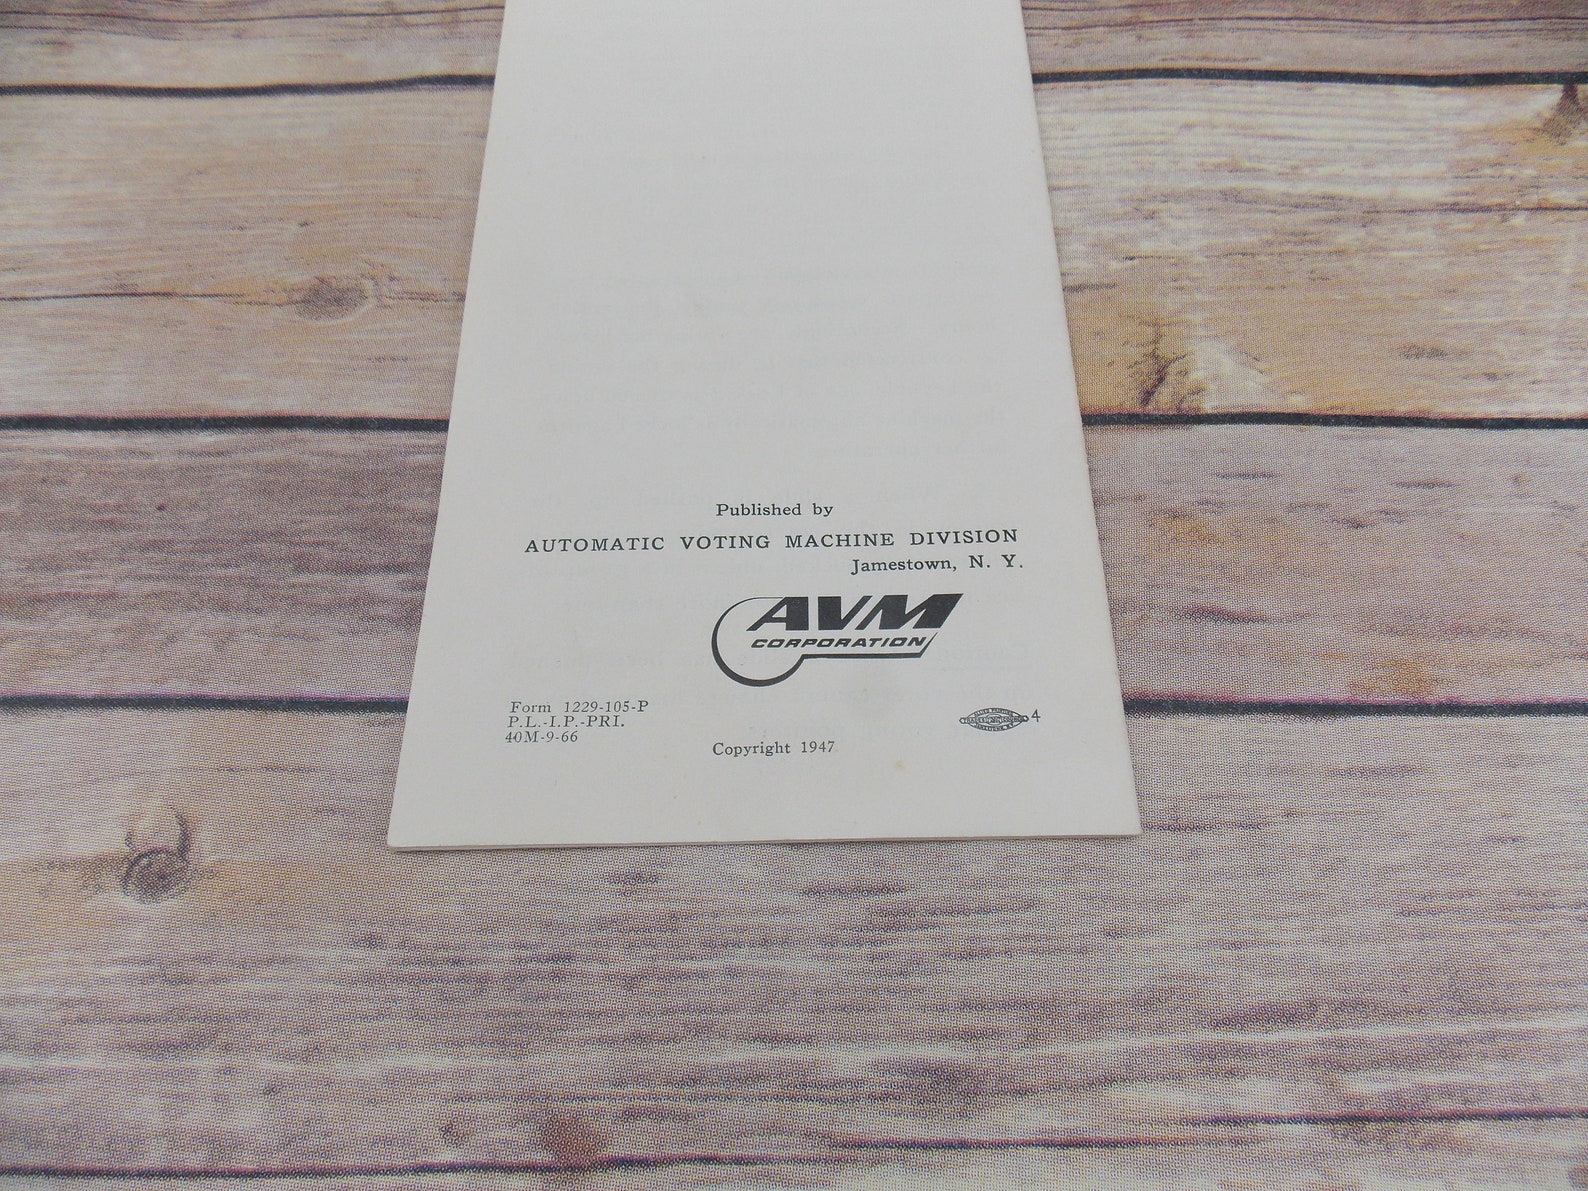 Published by
AUTOMATIC VOTING MACHINE DIVISION
Jamestown, N. Y.
AVM
CORPORATION
Form 1229-105-P
P.L.-I.P.-PRI.
40M-9-66
Copyright 1947
4